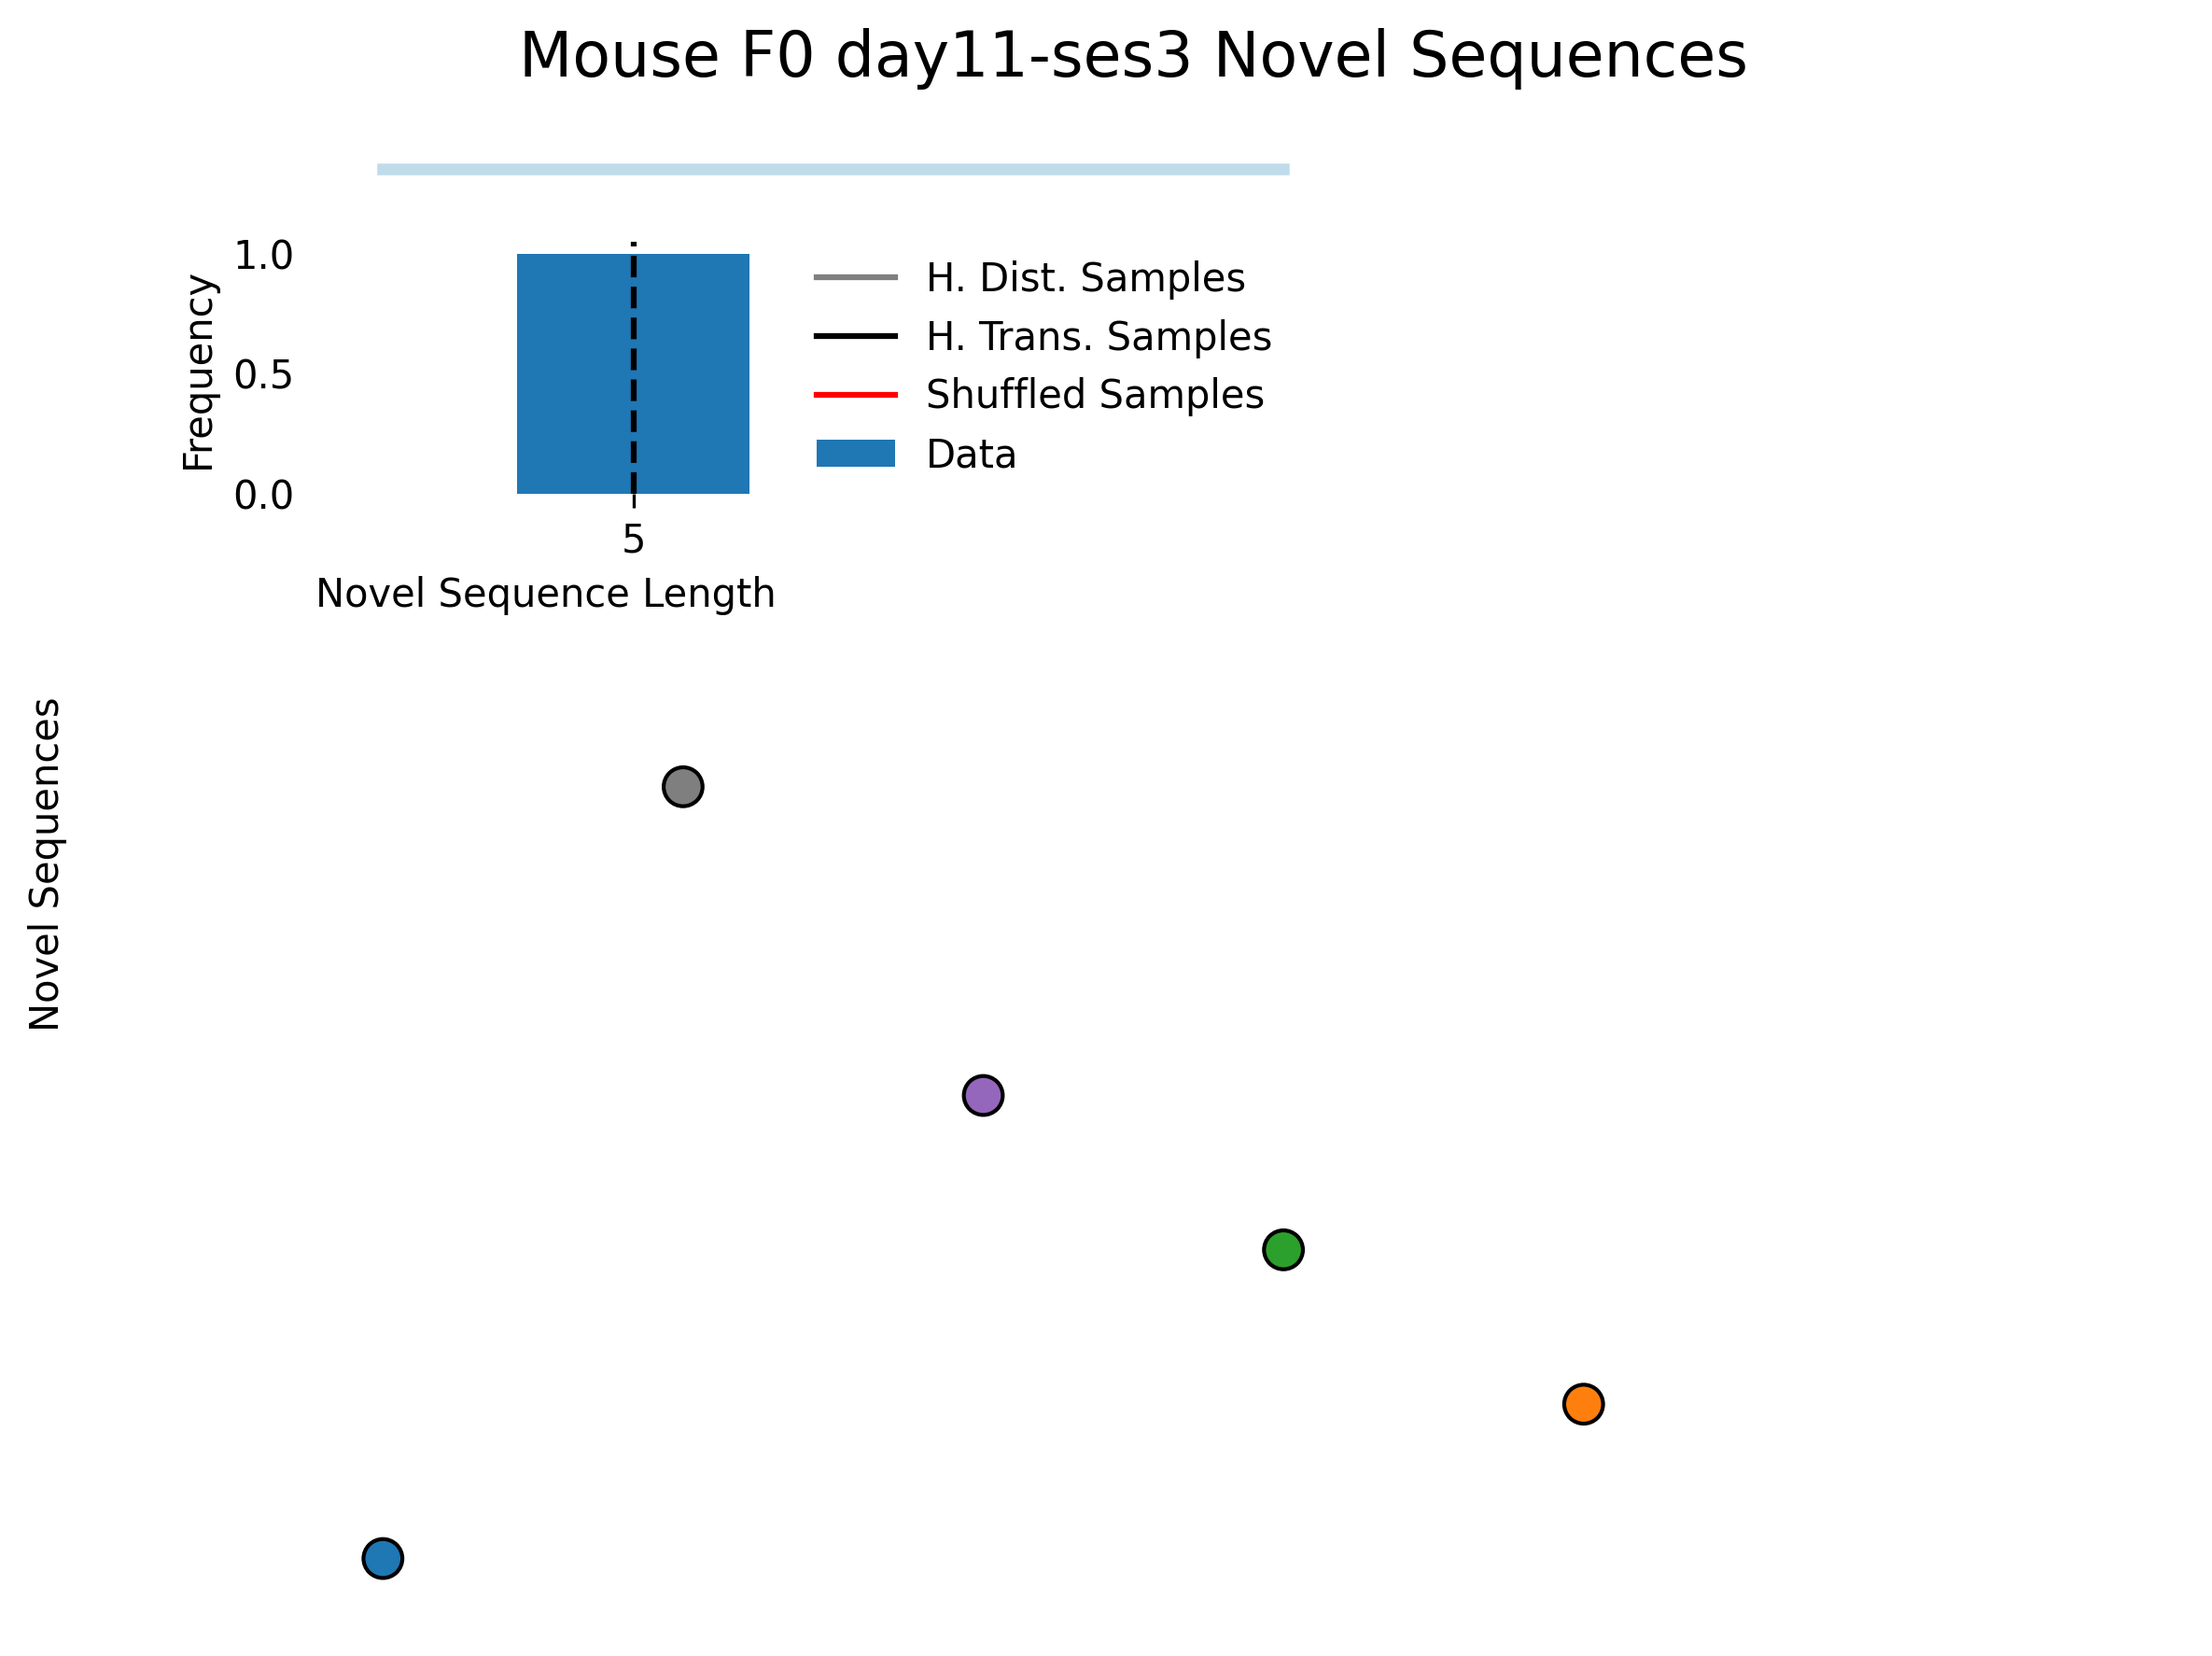 Mouse F0 day11-ses3 Novel Sequences
Frequency
1.0
0.5
0.0
5
Novel Sequence Length
H. Dist. Samples
H. Trans. Samples
Shuffled Samples
Data
Novel Sequences